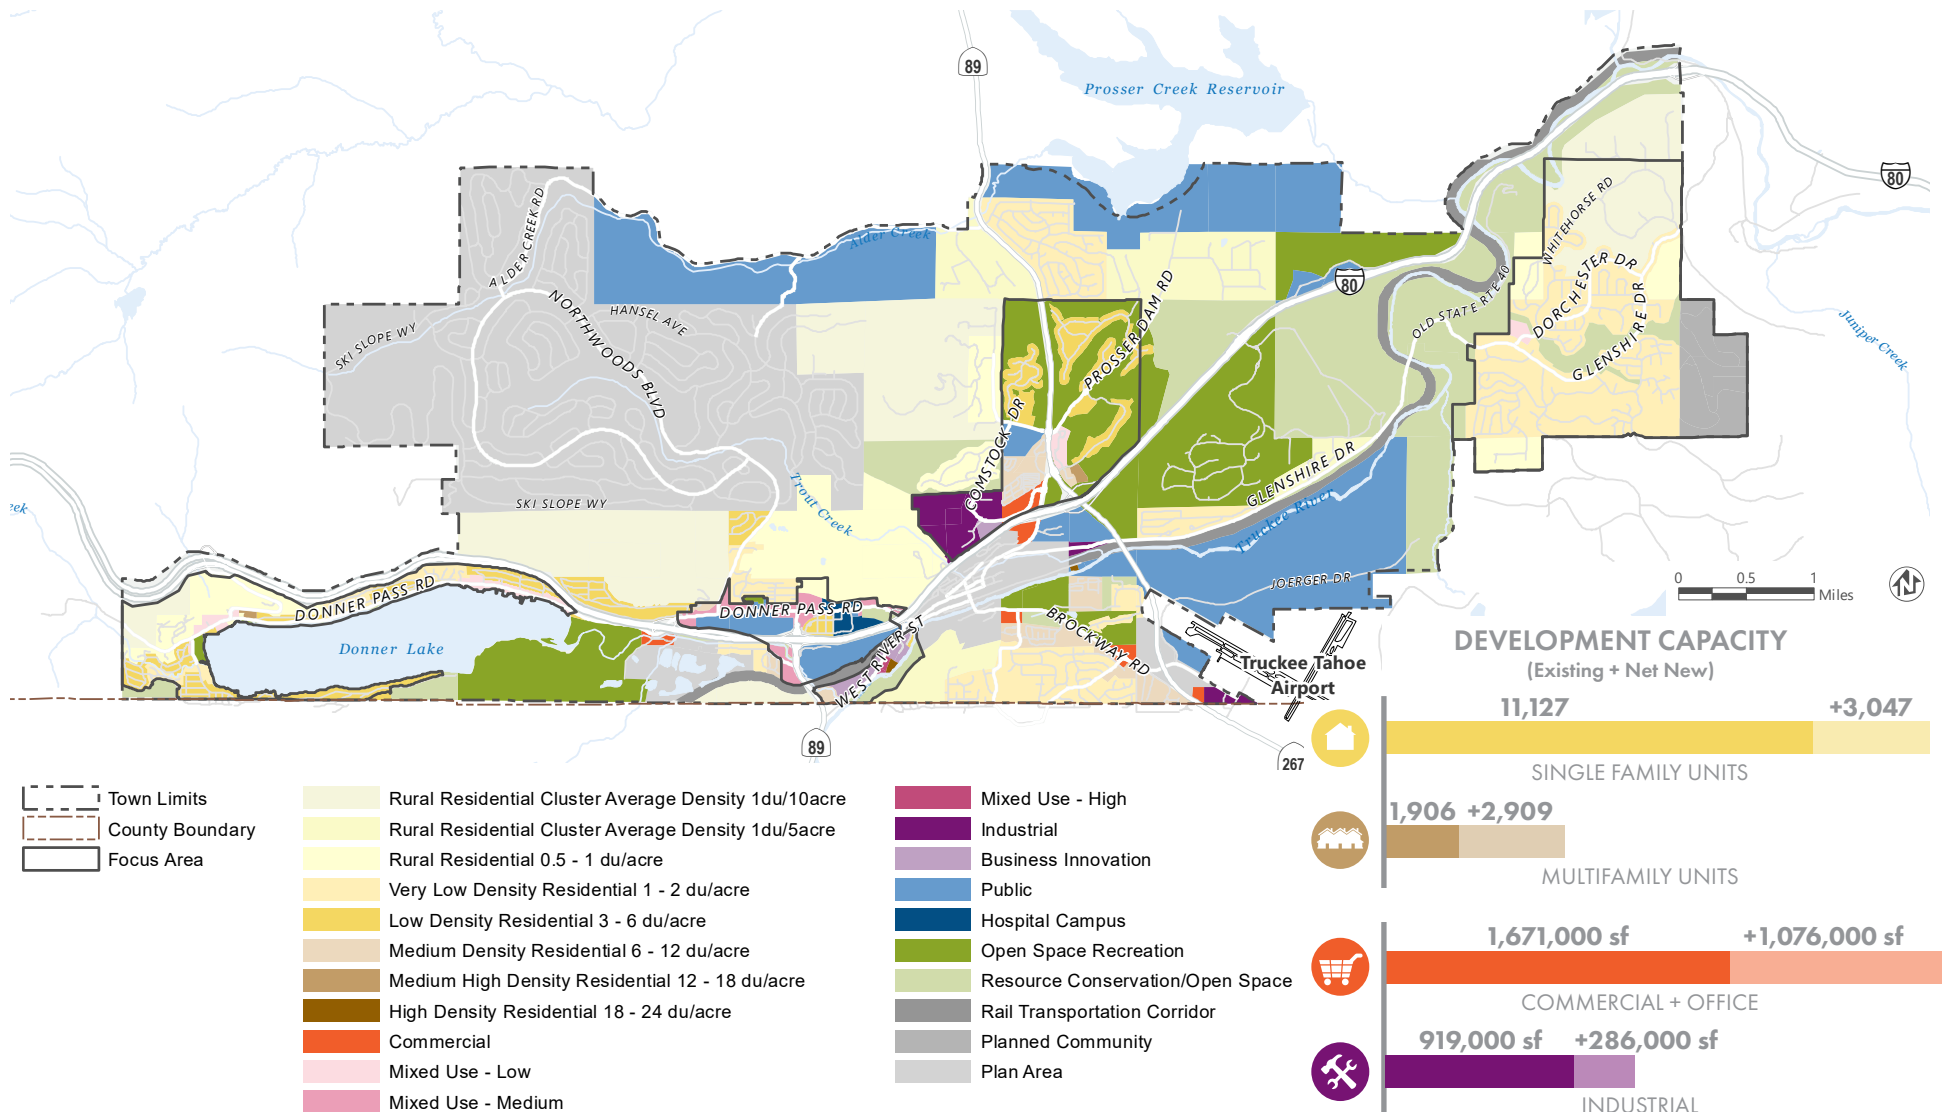 89
Prosser Creek Reservoir
80
ALDER CREEK RD
Alder Creek
WHITEHORSE RD
NORTHWOODS BLVD
HANSEL AVE
SKI SLOPE WY
PROSSER DAM RD
80
OLD STATE RTE 40
DORCHESTER DR
GLENSHIRE DR
Juniper Creek
COMSTOCK DR
Trout Creek
GLENSHIRE DR
SKI SLOPE WY
eek
Truckee River
JOERGER DR
DONNER PASS RD
DONNER PASS RD
Donner Lake
WEST RIVER ST
BROCKWAY RD
Truckee Tahoe
Airport
89
267
0 0.5 1
Miles
N
Town Limits
County Boundary
Focus Area
Rural Residential Cluster Average Density 1du/10acre
Rural Residential Cluster Average Density 1du/5acre
Rural Residential 0.5 - 1 du/acre
Very Low Density Residential 1 - 2 du/acre
Low Density Residential 3 - 6 du/acre
Medium Density Residential 6 - 12 du/acre
Medium High Density Residential 12 - 18 du/acre
High Density Residential 18 - 24 du/acre
Commercial
Mixed Use - Low
Mixed Use - Medium
Mixed Use - High
Industrial
Business Innovation
Public
Hospital Campus
Open Space Recreation
Resource Conservation/Open Space
Rail Transportation Corridor
Planned Community
Plan Area
DEVELOPMENT CAPACITY
(Existing + Net New)
11,127 +3,047
SINGLE FAMILY UNITS
1,906 +2,909
MULTIFAMILY UNITS
1,671,000 sf +1,076,000 sf
COMMERCIAL + OFFICE
919,000 sf +286,000 sf
INDUSTRIAL